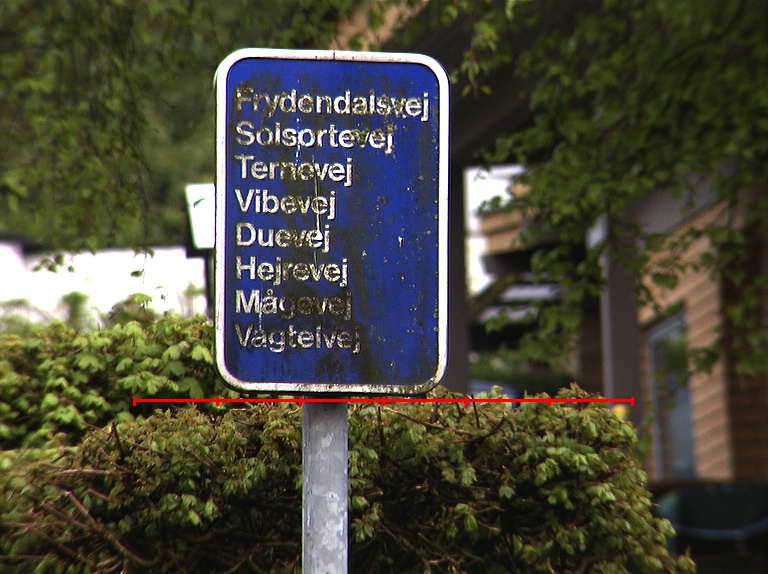 Frydendalsvej
Solsortevej
Ternevej
Vibevej
Duevej
Hejrevej
Mågevej
Vagtelvej